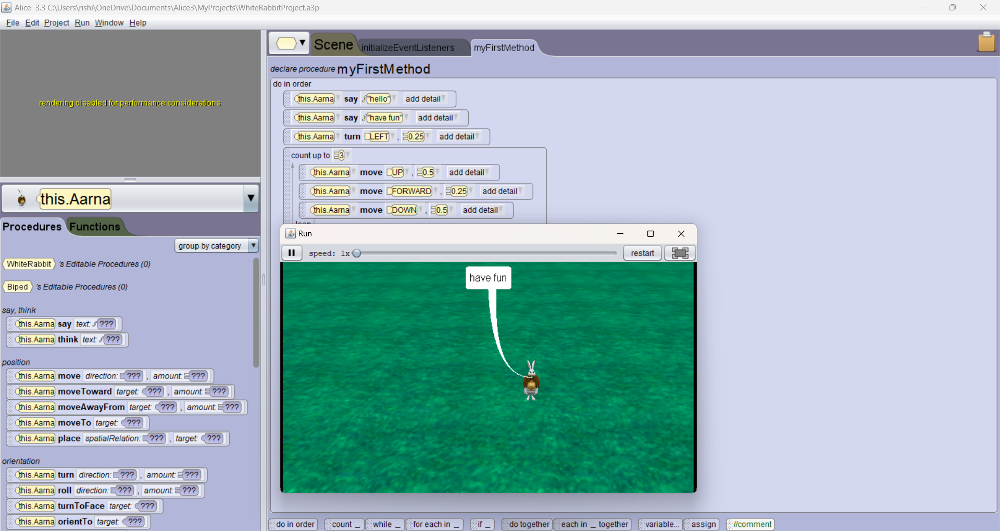 Alice 3.3 C:\Users\rishi\OneDrive\Documents\Alice3\MyProjects\WhiteRabbitProject.a3p
File Edit Project Run Window Help
rendering disabled for performance considerations
this.Aarna
Procedures Functions
group by category
WhiteRabbit 's Editable Procedures (0)
Biped 's Editable Procedures (0)
say, think
this.Aarna say text: ???
this.Aarna think text: ???
position
this.Aarna move direction: ??? , amount: ???
this.Aarna moveToward target: ??? , amount: ???
this.Aarna moveAwayFrom target: ??? , amount: ???
this.Aarna moveTo target: ???
this.Aarna place spatialRelation: ??? , target: ???
orientation
this.Aarna turn direction: ??? , amount: ???
this.Aarna roll direction: ??? , amount: ???
this.Aarna turnToFace target: ???
this.Aarna orientTo target: ???
Scene initializeEventListeners myFirstMethod
declare procedure myFirstMethod
do in order
this.Aarna say "hello" add detail
this.Aarna say "have fun" add detail
this.Aarna turn LEFT , 0.25 add detail
count up to 3
this.Aarna move UP , 0.5 add detail
this.Aarna move FORWARD , 0.25 add detail
this.Aarna move DOWN , 0.5 add detail
loop
Run
speed: 1x restart
have fun
do in order count _ while _ for each in _ if _ do together each in _ together variable... assign //comment